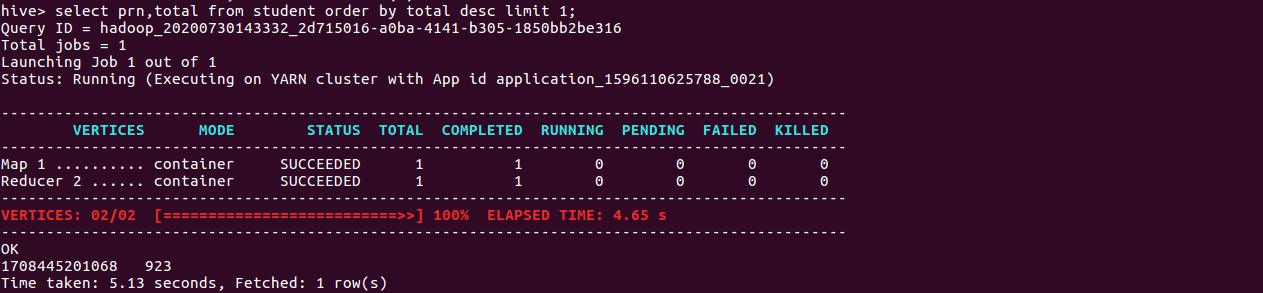 hive> select prn,total from student order by total desc limit 1;
Query ID = hadoop_20200730143332_2d715016-a0ba-4141-b305-1850bb2be316
Total jobs = 1
Launching Job 1 out of 1
Status: Running (Executing on YARN cluster with App id application_1596110625788_0021)
----------------------------------------------------------------------------------------------
VERTICES MODE STATUS TOTAL COMPLETED RUNNING PENDING FAILED KILLED
----------------------------------------------------------------------------------------------
Map 1 .......... container SUCCEEDED 1 1 0 0 0 0
Reducer 2 ...... container SUCCEEDED 1 1 0 0 0 0
----------------------------------------------------------------------------------------------
VERTICES: 02/02 [==========================>>] 100% ELAPSED TIME: 4.65 s
----------------------------------------------------------------------------------------------
OK
1708445201068 923
Time taken: 5.13 seconds, Fetched: 1 row(s)